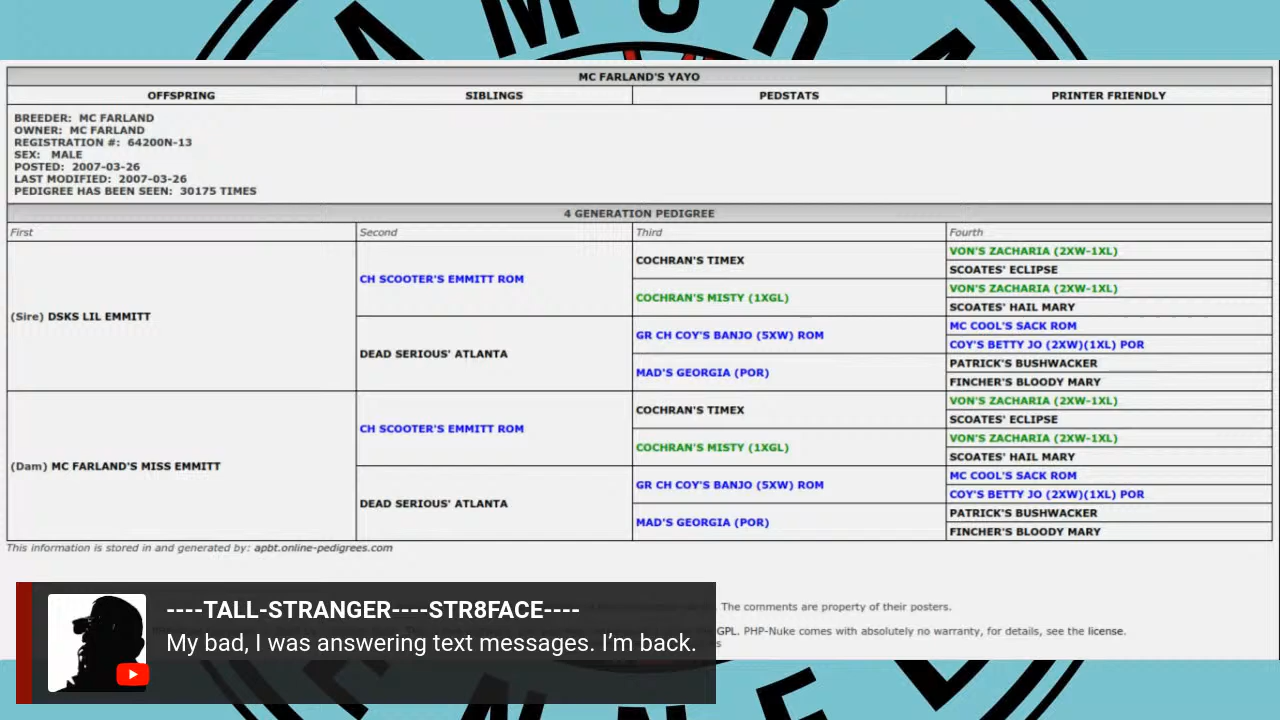 AMURA
MC FARLAND'S YAYO
OFFSPRING
SIBLINGS
PEDSTATS
PRINTER FRIENDLY
BREEDER: MC FARLAND
OWNER: MC FARLAND
REGISTRATION #: 64200N-13
SEX: MALE
POSTED: 2007-03-26
LAST MODIFIED: 2007-03-26
PEDIGREE HAS BEEN SEEN: 30175 TIMES
4 GENERATION PEDIGREE
First
Second
Third
Fourth
(Sire) DSKS LIL EMMITT
CH SCOOTER'S EMMITT ROM
COCHRAN'S TIMEX
VON'S ZACHARIA (2XW-1XL)
SCOATES' ECLIPSE
COCHRAN'S MISTY (1XGL)
VON'S ZACHARIA (2XW-1XL)
SCOATES' HAIL MARY
DEAD SERIOUS' ATLANTA
GR CH COY'S BANJO (5XW) ROM
MC COOL'S SACK ROM
COY'S BETTY JO (2XW)(1XL) POR
MAD'S GEORGIA (POR)
PATRICK'S BUSHWACKER
FINCHER'S BLOODY MARY
(Dam) MC FARLAND'S MISS EMMITT
CH SCOOTER'S EMMITT ROM
COCHRAN'S TIMEX
VON'S ZACHARIA (2XW-1XL)
SCOATES' ECLIPSE
COCHRAN'S MISTY (1XGL)
VON'S ZACHARIA (2XW-1XL)
SCOATES' HAIL MARY
DEAD SERIOUS' ATLANTA
GR CH COY'S BANJO (5XW) ROM
MC COOL'S SACK ROM
COY'S BETTY JO (2XW)(1XL) POR
MAD'S GEORGIA (POR)
PATRICK'S BUSHWACKER
FINCHER'S BLOODY MARY
This information is stored in and generated by: apbt.online-pedigrees.com
The comments are property of their posters.
GPL. PHP-Nuke comes with absolutely no warranty, for details, see the license.
----TALL-STRANGER----STR8FACE----
My bad, I was answering text messages. I’m back.